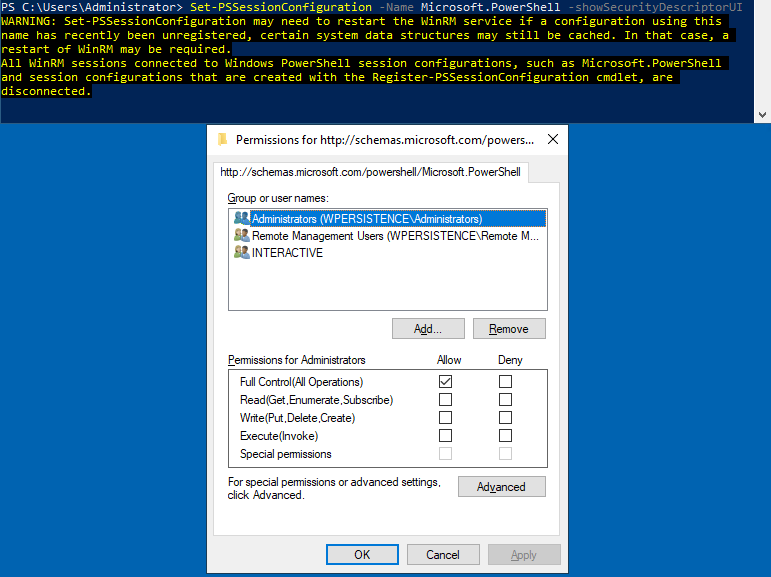 PS C:\Users\Administrator> Set-PSSessionConfiguration -Name Microsoft.PowerShell -showSecurityDescriptorUI
WARNING: Set-PSSessionConfiguration may need to restart the WinRM service if a configuration using this
name has recently been unregistered, certain system data structures may still be cached. In that case, a
restart of WinRM may be required.
All WinRM sessions connected to Windows PowerShell session configurations, such as Microsoft.PowerShell
and session configurations that are created with the Register-PSSessionConfiguration cmdlet, are
disconnected.
Permissions for http://schemas.microsoft.com/powers...
http://schemas.microsoft.com/powershell/Microsoft.PowerShell
Group or user names:
Administrators (WPERSISTENCE\Administrators)
Remote Management Users (WPERSISTENCE\Remote M...
INTERACTIVE
Add... Remove
Permissions for Administrators Allow Deny
Full Control(All Operations)
Read(Get,Enumerate,Subscribe)
Write(Put,Delete,Create)
Execute(Invoke)
Special permissions
For special permissions or advanced settings,
click Advanced.
Advanced
OK Cancel Apply